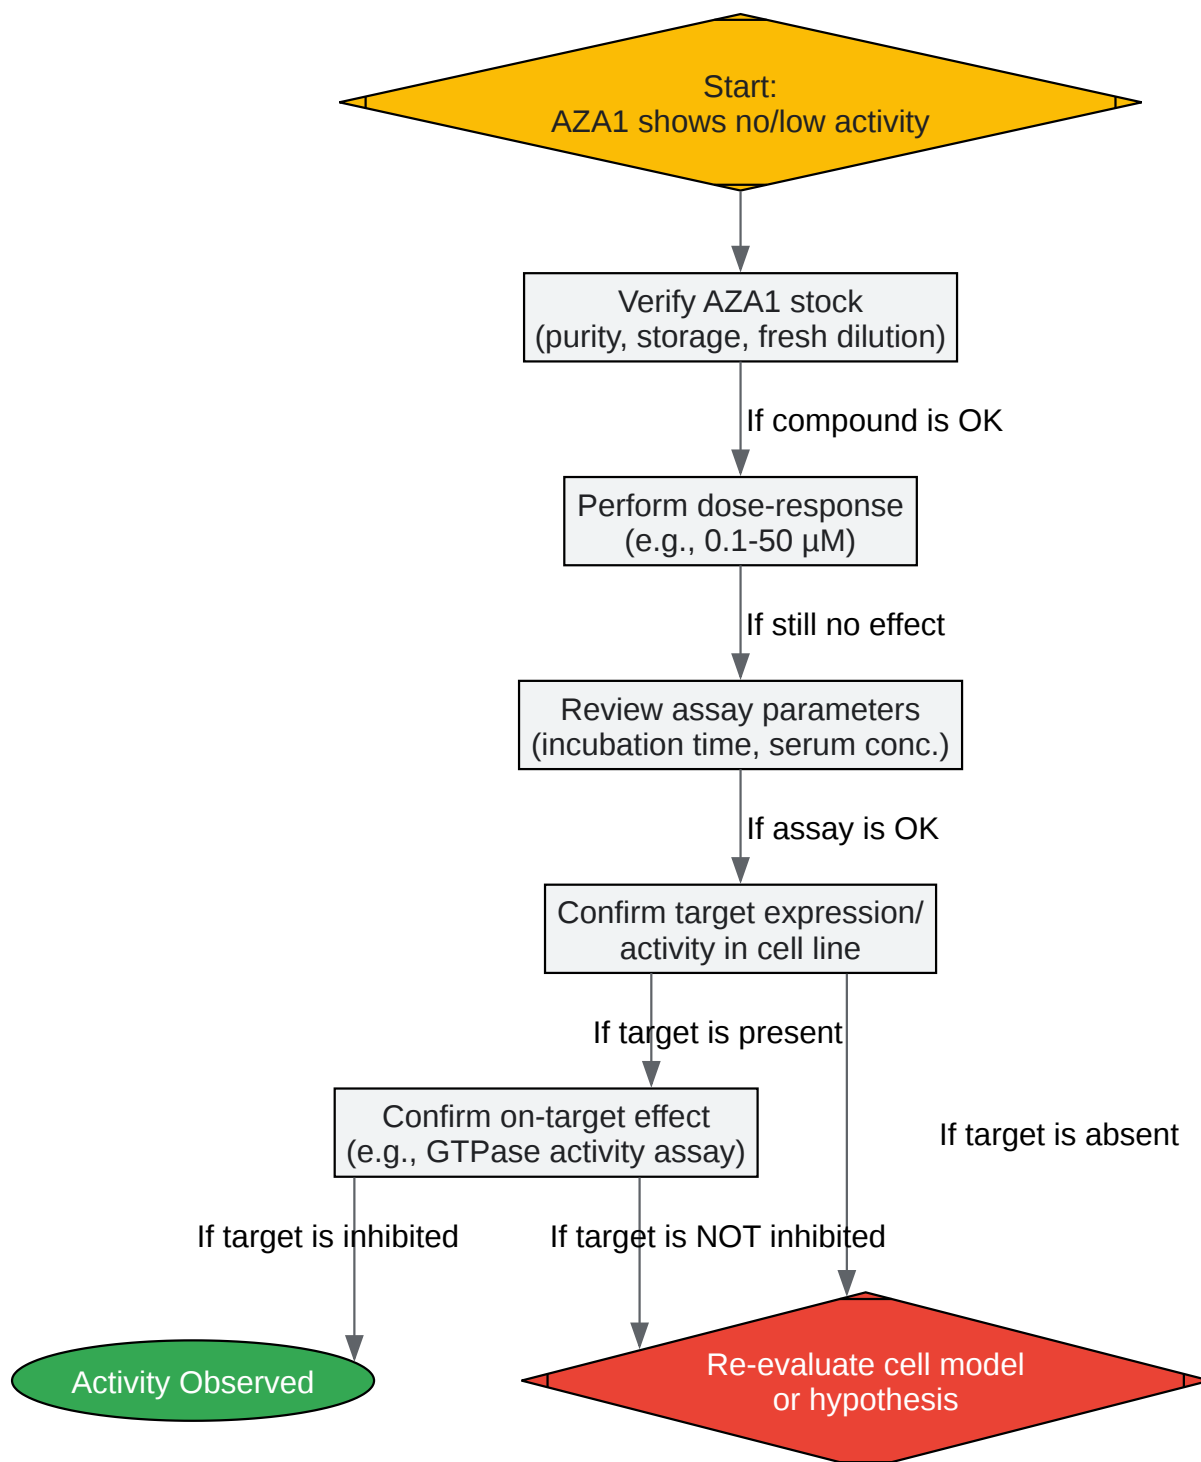 Start:
AZA1 shows no/low activity
Verify AZA1 stock
(purity, storage, fresh dilution)
If compound is OK
Perform dose-response
(e.g., 0.1-50 µM)
If still no effect
Review assay parameters
(incubation time, serum conc.)
If assay is OK
Confirm target expression/
activity in cell line
If target is present
Confirm on-target effect
(e.g., GTPase activity assay)
If target is absent
If target is inhibited
If target is NOT inhibited
Activity Observed
Re-evaluate cell model
or hypothesis